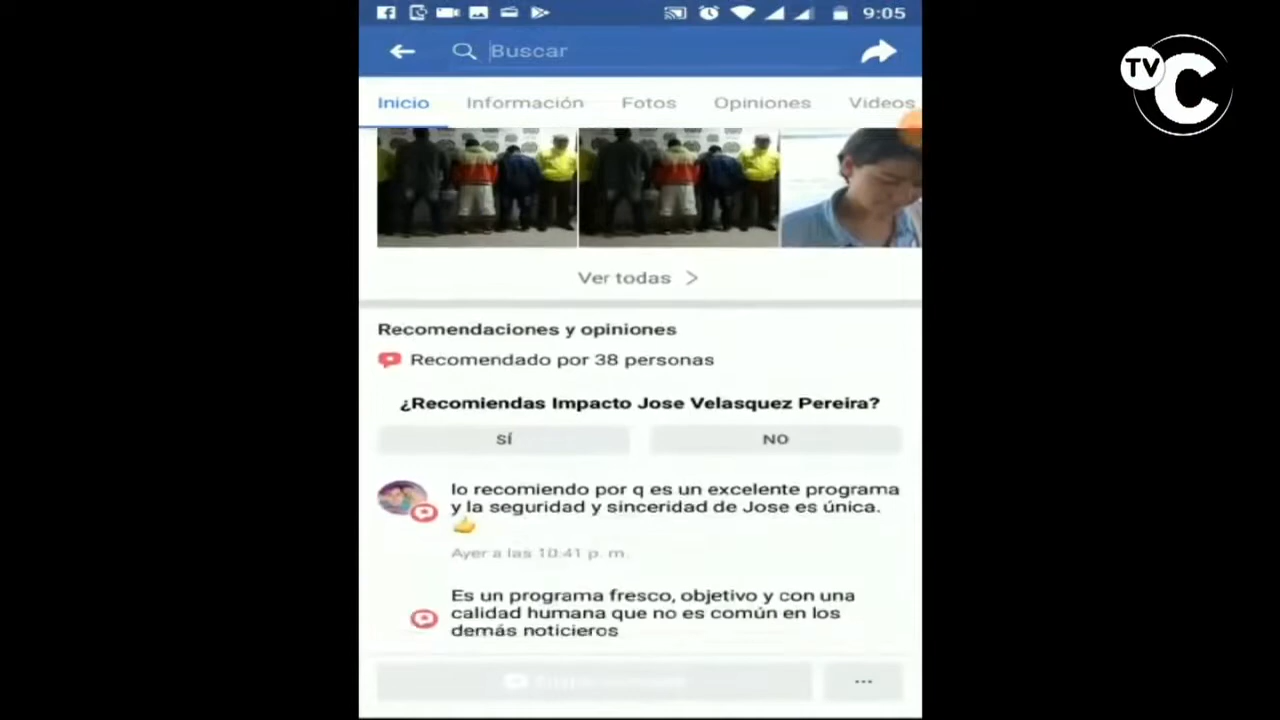 9:05
Buscar
TVC
Inicio Información Fotos Opiniones Videos
Ver todas >
Recomendaciones y opiniones
Recomendado por 38 personas
¿Recomiendas Impacto Jose Velasquez Pereira?
SÍ NO
lo recomiendo por q es un excelente programa
y la seguridad y sinceridad de Jose es única.
Ayer a las 10:41 p. m.
Es un programa fresco, objetivo y con una
calidad humana que no es común en los
demás noticieros
...